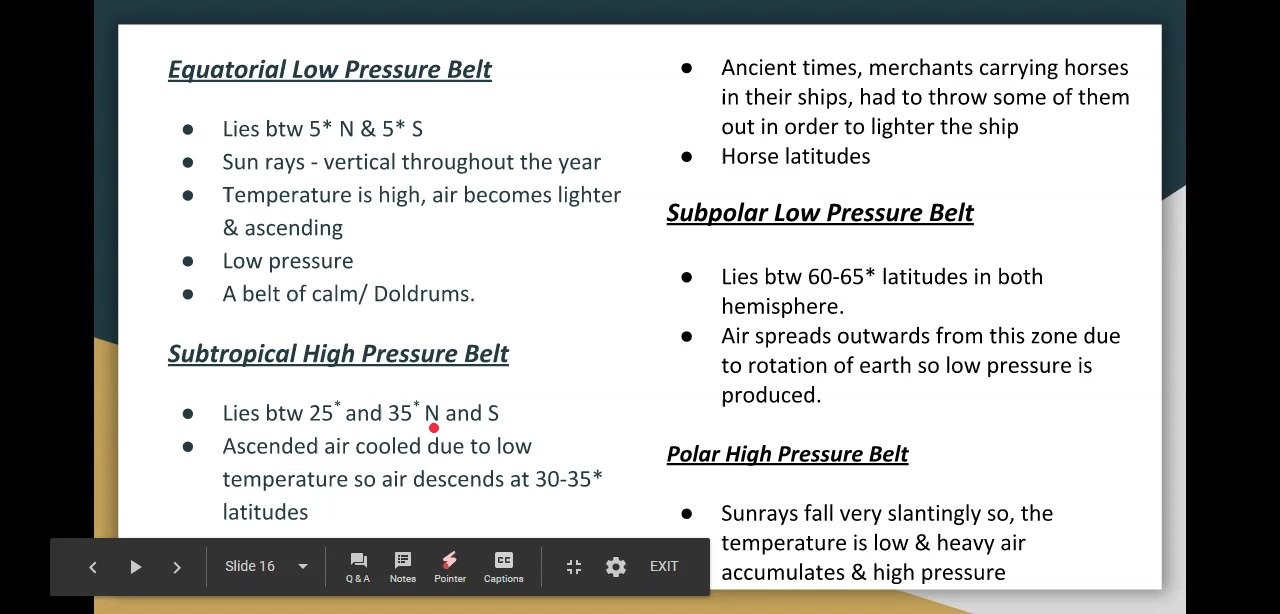 Equatorial Low Pressure Belt
● Lies btw 5* N & 5* S
● Sun rays - vertical throughout the year
● Temperature is high, air becomes lighter
& ascending
● Low pressure
● A belt of calm/ Doldrums.
Subtropical High Pressure Belt
● Lies btw 25* and 35* N and S
● Ascended air cooled due to low
temperature so air descends at 30-35*
latitudes
● Ancient times, merchants carrying horses
in their ships, had to throw some of them
out in order to lighter the ship
● Horse latitudes
Subpolar Low Pressure Belt
● Lies btw 60-65* latitudes in both
hemisphere.
● Air spreads outwards from this zone due
to rotation of earth so low pressure is
produced.
Polar High Pressure Belt
● Sunrays fall very slantingly so, the
temperature is low & heavy air
accumulates & high pressure
Slide 16
Q & A
Notes
Pointer
CC
Captions
EXIT